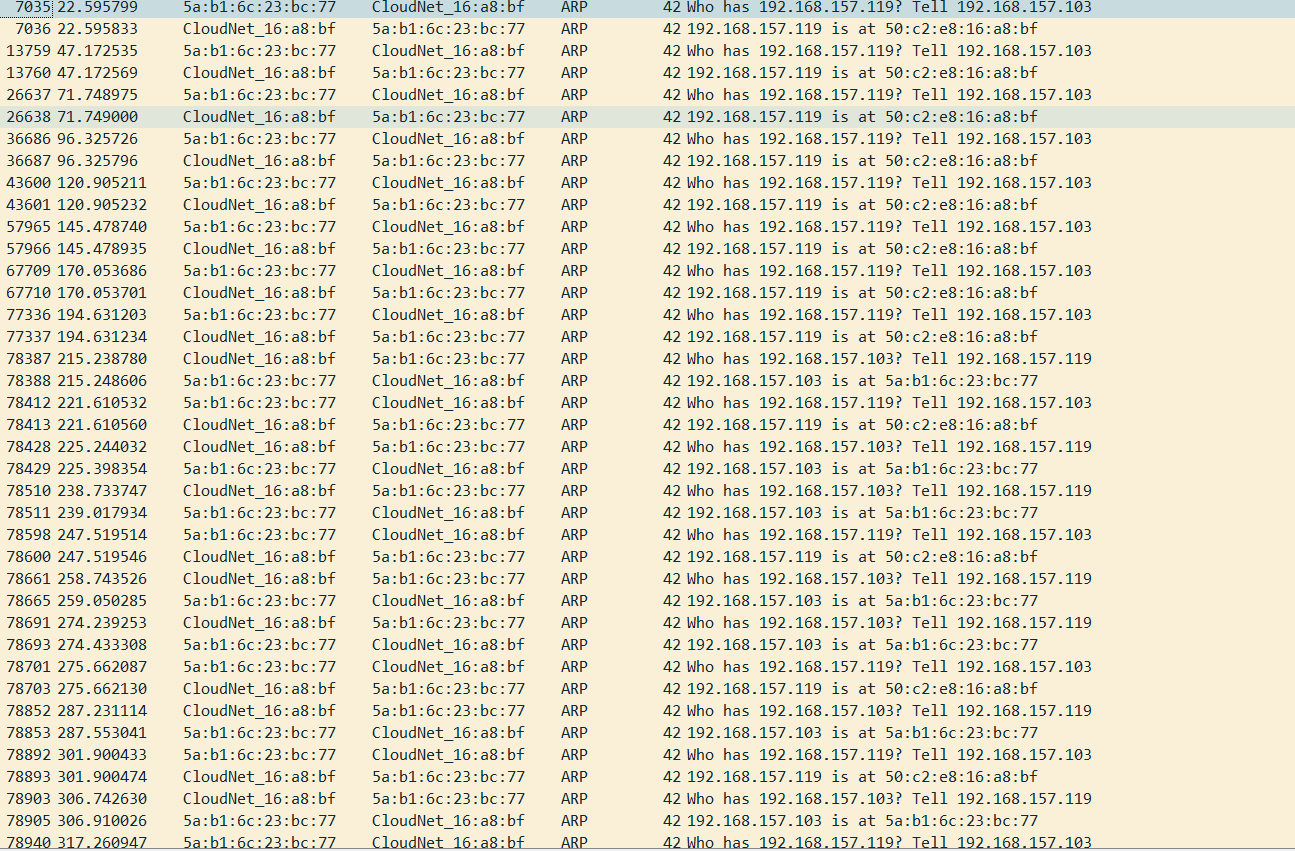 7035 22.595799 5a:b1:6c:23:bc:77 CloudNet_16:a8:bf ARP 42 Who has 192.168.157.119? Tell 192.168.157.103
7036 22.595833 CloudNet_16:a8:bf 5a:b1:6c:23:bc:77 ARP 42 192.168.157.119 is at 50:c2:e8:16:a8:bf
13759 47.172535 5a:b1:6c:23:bc:77 CloudNet_16:a8:bf ARP 42 Who has 192.168.157.119? Tell 192.168.157.103
13760 47.172569 CloudNet_16:a8:bf 5a:b1:6c:23:bc:77 ARP 42 192.168.157.119 is at 50:c2:e8:16:a8:bf
26637 71.748975 5a:b1:6c:23:bc:77 CloudNet_16:a8:bf ARP 42 Who has 192.168.157.119? Tell 192.168.157.103
26638 71.749000 CloudNet_16:a8:bf 5a:b1:6c:23:bc:77 ARP 42 192.168.157.119 is at 50:c2:e8:16:a8:bf
36686 96.325726 5a:b1:6c:23:bc:77 CloudNet_16:a8:bf ARP 42 Who has 192.168.157.119? Tell 192.168.157.103
36687 96.325796 CloudNet_16:a8:bf 5a:b1:6c:23:bc:77 ARP 42 192.168.157.119 is at 50:c2:e8:16:a8:bf
43600 120.905211 5a:b1:6c:23:bc:77 CloudNet_16:a8:bf ARP 42 Who has 192.168.157.119? Tell 192.168.157.103
43601 120.905232 CloudNet_16:a8:bf 5a:b1:6c:23:bc:77 ARP 42 192.168.157.119 is at 50:c2:e8:16:a8:bf
57965 145.478740 5a:b1:6c:23:bc:77 CloudNet_16:a8:bf ARP 42 Who has 192.168.157.119? Tell 192.168.157.103
57966 145.478935 CloudNet_16:a8:bf 5a:b1:6c:23:bc:77 ARP 42 192.168.157.119 is at 50:c2:e8:16:a8:bf
67709 170.053686 5a:b1:6c:23:bc:77 CloudNet_16:a8:bf ARP 42 Who has 192.168.157.119? Tell 192.168.157.103
67710 170.053701 CloudNet_16:a8:bf 5a:b1:6c:23:bc:77 ARP 42 192.168.157.119 is at 50:c2:e8:16:a8:bf
77336 194.631203 5a:b1:6c:23:bc:77 CloudNet_16:a8:bf ARP 42 Who has 192.168.157.119? Tell 192.168.157.103
77337 194.631234 CloudNet_16:a8:bf 5a:b1:6c:23:bc:77 ARP 42 192.168.157.119 is at 50:c2:e8:16:a8:bf
78387 215.238780 CloudNet_16:a8:bf 5a:b1:6c:23:bc:77 ARP 42 Who has 192.168.157.103? Tell 192.168.157.119
78388 215.248606 5a:b1:6c:23:bc:77 CloudNet_16:a8:bf ARP 42 192.168.157.103 is at 5a:b1:6c:23:bc:77
78412 221.610532 5a:b1:6c:23:bc:77 CloudNet_16:a8:bf ARP 42 Who has 192.168.157.119? Tell 192.168.157.103
78413 221.610560 CloudNet_16:a8:bf 5a:b1:6c:23:bc:77 ARP 42 192.168.157.119 is at 50:c2:e8:16:a8:bf
78428 225.244032 CloudNet_16:a8:bf 5a:b1:6c:23:bc:77 ARP 42 Who has 192.168.157.103? Tell 192.168.157.119
78429 225.398354 5a:b1:6c:23:bc:77 CloudNet_16:a8:bf ARP 42 192.168.157.103 is at 5a:b1:6c:23:bc:77
78510 238.733747 CloudNet_16:a8:bf 5a:b1:6c:23:bc:77 ARP 42 Who has 192.168.157.103? Tell 192.168.157.119
78511 239.017934 5a:b1:6c:23:bc:77 CloudNet_16:a8:bf ARP 42 192.168.157.103 is at 5a:b1:6c:23:bc:77
78598 247.519514 5a:b1:6c:23:bc:77 CloudNet_16:a8:bf ARP 42 Who has 192.168.157.119? Tell 192.168.157.103
78600 247.519546 CloudNet_16:a8:bf 5a:b1:6c:23:bc:77 ARP 42 192.168.157.119 is at 50:c2:e8:16:a8:bf
78661 258.743526 CloudNet_16:a8:bf 5a:b1:6c:23:bc:77 ARP 42 Who has 192.168.157.103? Tell 192.168.157.119
78665 259.050285 5a:b1:6c:23:bc:77 CloudNet_16:a8:bf ARP 42 192.168.157.103 is at 5a:b1:6c:23:bc:77
78691 274.239253 CloudNet_16:a8:bf 5a:b1:6c:23:bc:77 ARP 42 Who has 192.168.157.103? Tell 192.168.157.119
78693 274.433308 5a:b1:6c:23:bc:77 CloudNet_16:a8:bf ARP 42 192.168.157.103 is at 5a:b1:6c:23:bc:77
78701 275.662087 5a:b1:6c:23:bc:77 CloudNet_16:a8:bf ARP 42 Who has 192.168.157.119? Tell 192.168.157.103
78703 275.662130 CloudNet_16:a8:bf 5a:b1:6c:23:bc:77 ARP 42 192.168.157.119 is at 50:c2:e8:16:a8:bf
78852 287.231114 CloudNet_16:a8:bf 5a:b1:6c:23:bc:77 ARP 42 Who has 192.168.157.103? Tell 192.168.157.119
78853 287.553041 5a:b1:6c:23:bc:77 CloudNet_16:a8:bf ARP 42 192.168.157.103 is at 5a:b1:6c:23:bc:77
78892 301.900433 5a:b1:6c:23:bc:77 CloudNet_16:a8:bf ARP 42 Who has 192.168.157.119? Tell 192.168.157.103
78893 301.900474 CloudNet_16:a8:bf 5a:b1:6c:23:bc:77 ARP 42 192.168.157.119 is at 50:c2:e8:16:a8:bf
78903 306.742630 CloudNet_16:a8:bf 5a:b1:6c:23:bc:77 ARP 42 Who has 192.168.157.103? Tell 192.168.157.119
78905 306.910026 5a:b1:6c:23:bc:77 CloudNet_16:a8:bf ARP 42 192.168.157.103 is at 5a:b1:6c:23:bc:77
78940 317.260947 5a:b1:6c:23:bc:77 CloudNet_16:a8:bf ARP 42 Who has 192.168.157.119? Tell 192.168.157.103